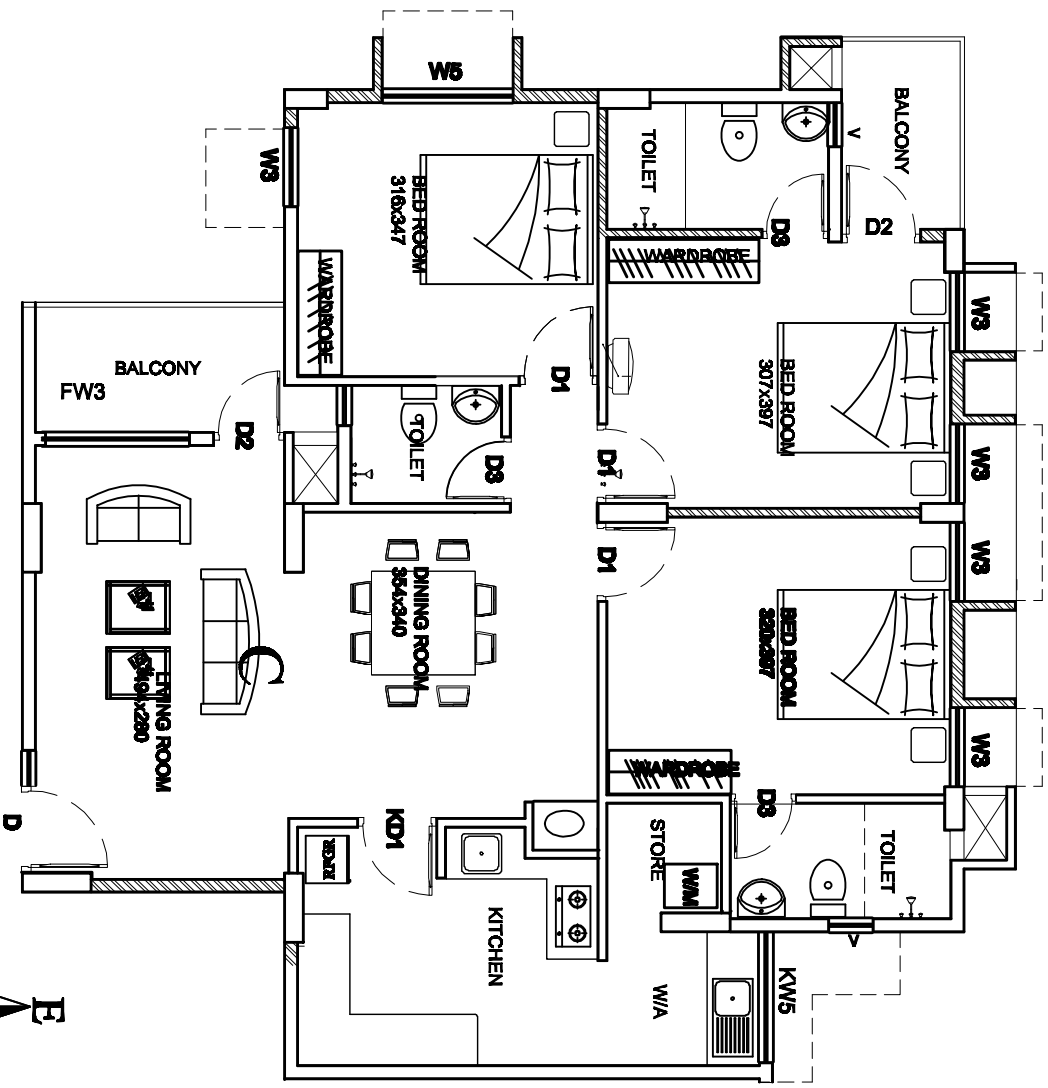 W5
W3
BED ROOM
316x347
WARDROBE
TOILET
V
BALCONY
D2
D3
WARDROBE
W3
BED ROOM
307x397
W3
D1
D1
BALCONY
FW3
D2
TOILET
D3
D1
W3
DINING ROOM
354x340
BED ROOM
320x397
C
LIVING ROOM
W3
WARDROBE
D3
D
KD1
RFGR
STORE
WM
TOILET
V
KITCHEN
W/A
KW5
E